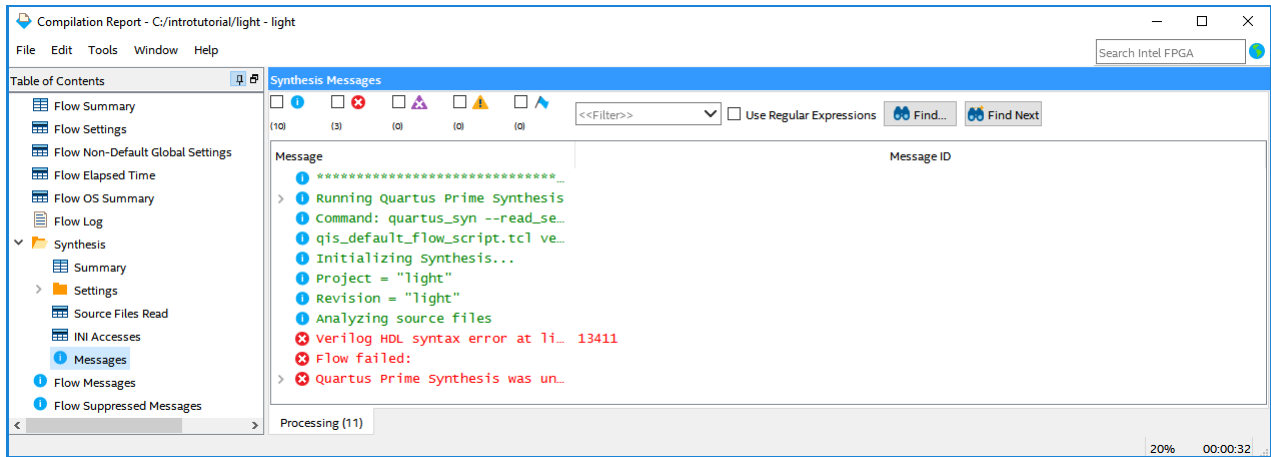 Compilation Report - C:/introtutorial/light - light
File Edit Tools Window Help
Search Intel FPGA
Table of Contents
Flow Summary
Flow Settings
Flow Non-Default Global Settings
Flow Elapsed Time
Flow OS Summary
Flow Log
Synthesis
Summary
Settings
Source Files Read
INI Accesses
Messages
Flow Messages
Flow Suppressed Messages
Synthesis Messages
(10) (3) (0) (0) (0)
<<Filter>> Use Regular Expressions Find... Find Next
Message Message ID
******************************…
Running Quartus Prime Synthesis
Command: quartus_syn --read_se…
qis_default_flow_script.tcl ve…
Initializing Synthesis...
Project = "light"
Revision = "light"
Analyzing source files
Verilog HDL syntax error at li… 13411
Flow failed:
Quartus Prime Synthesis was un…
Processing (11)
20% 00:00:32